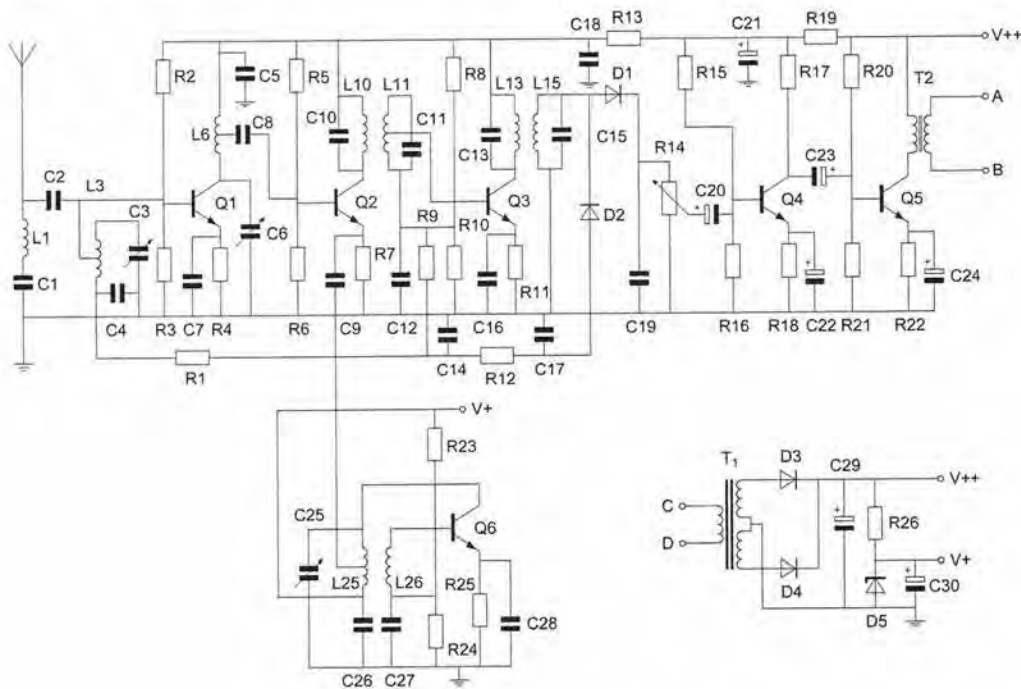 C18 R13 C21 R19
V++
R2 C5 R5 L10 L11 R8 L13 L15 D1 R15 R17 R20 T2
A
L6 C8 C10 C11 C15
C13 R14 C23
+
B
C2 L3 C20
+
C3 Q1 Q2 Q3 Q4 Q5
L1 C6 R9 R10 D2
R7
C1 R11 C24
+
C4 R3 C7 R4 R6 C9 C12 C16 C19 R16 R18 C22 R21 R22
+
R1 C14 R12 C17
V+
R23
T1 D3 C29 V++
C25 Q6 C R26
+
D V+
L25 L26 R25 D4 C30
+
R24 C28 D5
C26 C27